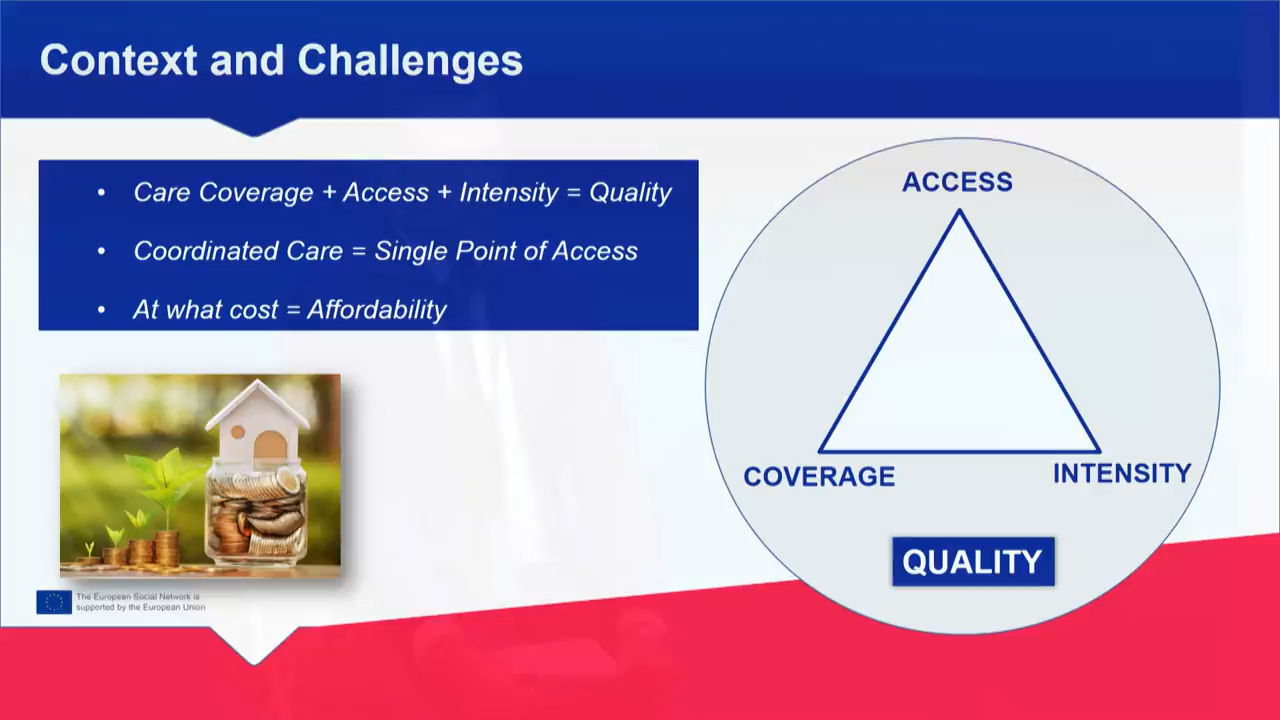 Context and Challenges
• Care Coverage + Access + Intensity = Quality
• Coordinated Care = Single Point of Access
• At what cost = Affordability
ACCESS
COVERAGE
INTENSITY
QUALITY
The European Social Network is
supported by the European Union